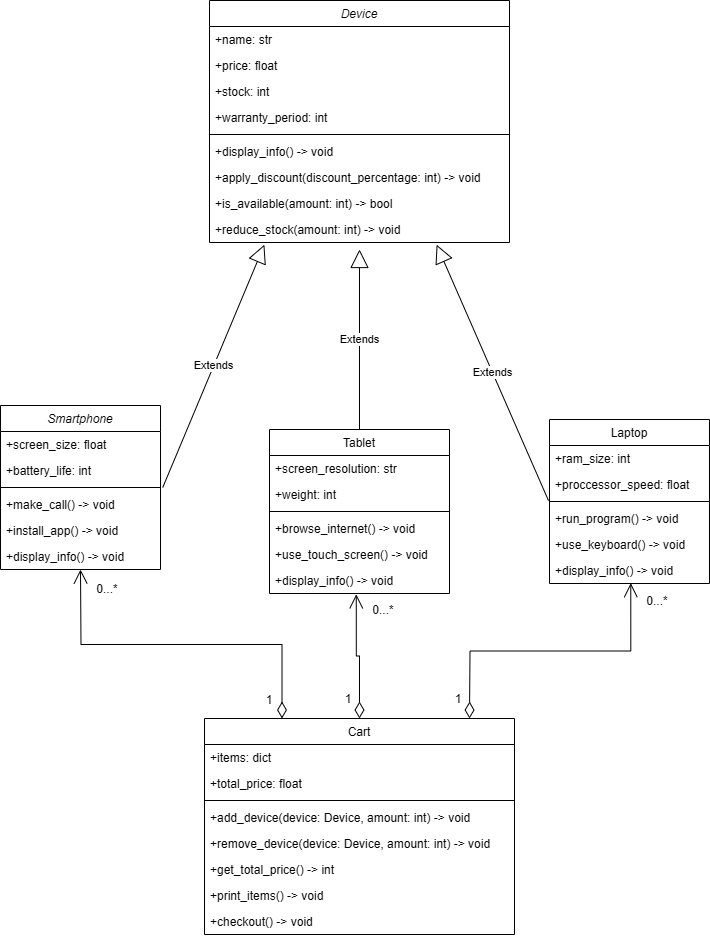 Device
+name: str
+price: float
+stock: int
+warranty_period: int
+display_info() -> void
+apply_discount(discount_percentage: int) -> void
+is_available(amount: int) -> bool
+reduce_stock(amount: int) -> void
Extends
Extends
Extends
Smartphone
+screen_size: float
+battery_life: int
+make_call() -> void
+install_app() -> void
+display_info() -> void
Tablet
+screen_resolution: str
+weight: int
+browse_internet() -> void
+use_touch_screen() -> void
+display_info() -> void
Laptop
+ram_size: int
+proccessor_speed: float
+run_program() -> void
+use_keyboard() -> void
+display_info() -> void
0...*
0...*
0...*
1
1
1
Cart
+items: dict
+total_price: float
+add_device(device: Device, amount: int) -> void
+remove_device(device: Device, amount: int) -> void
+get_total_price() -> int
+print_items() -> void
+checkout() -> void